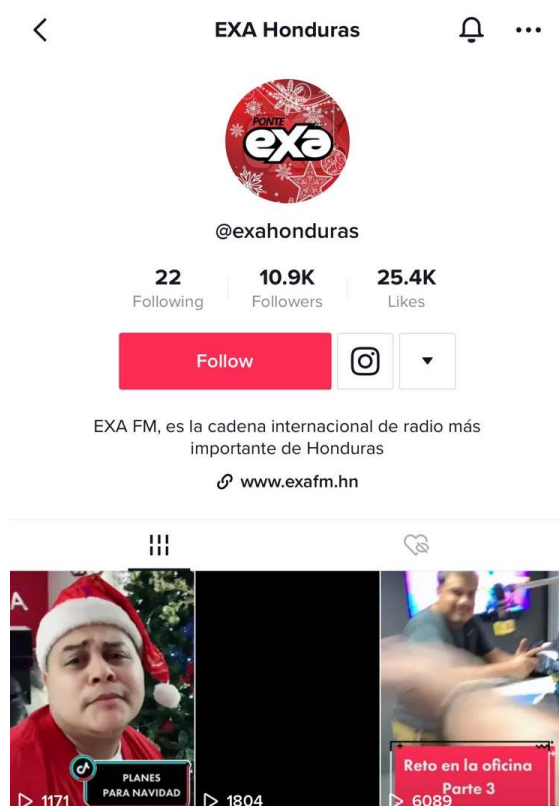 EXA Honduras
PONTE
exa
@exahonduras
22
Following
10.9K
Followers
25.4K
Likes
Follow
EXA FM, es la cadena internacional de radio más
importante de Honduras
www.exafm.hn
A
PLANES
PARA NAVIDAD
1171
1804
Reto en la oficina
Parte 3
6089